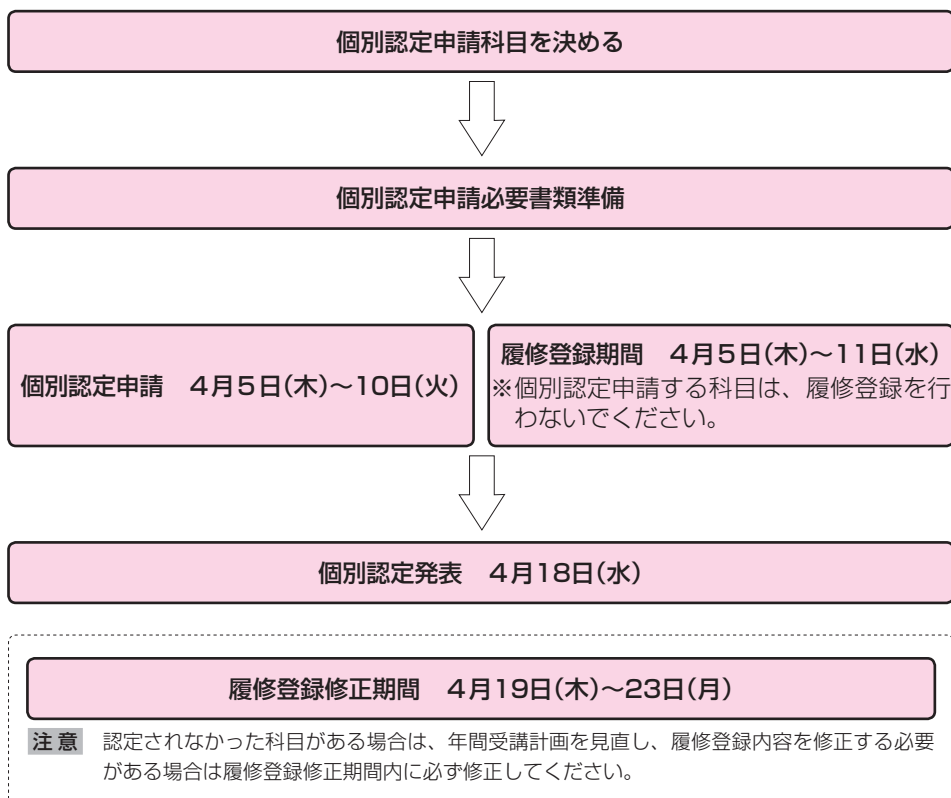 個別認定申請科目を決める
個別認定申請必要書類準備
個別認定申請　4月5日(木)～10日(火)
履修登録期間　4月5日(木)～11日(水)
※個別認定申請する科目は、履修登録を行
わないでください。
個別認定発表　4月18日(水)
履修登録修正期間　4月19日(木)～23日(月)
注 意　認定されなかった科目がある場合は、年間受講計画を見直し、履修登録内容を修正する必要
がある場合は履修登録修正期間内に必ず修正してください。